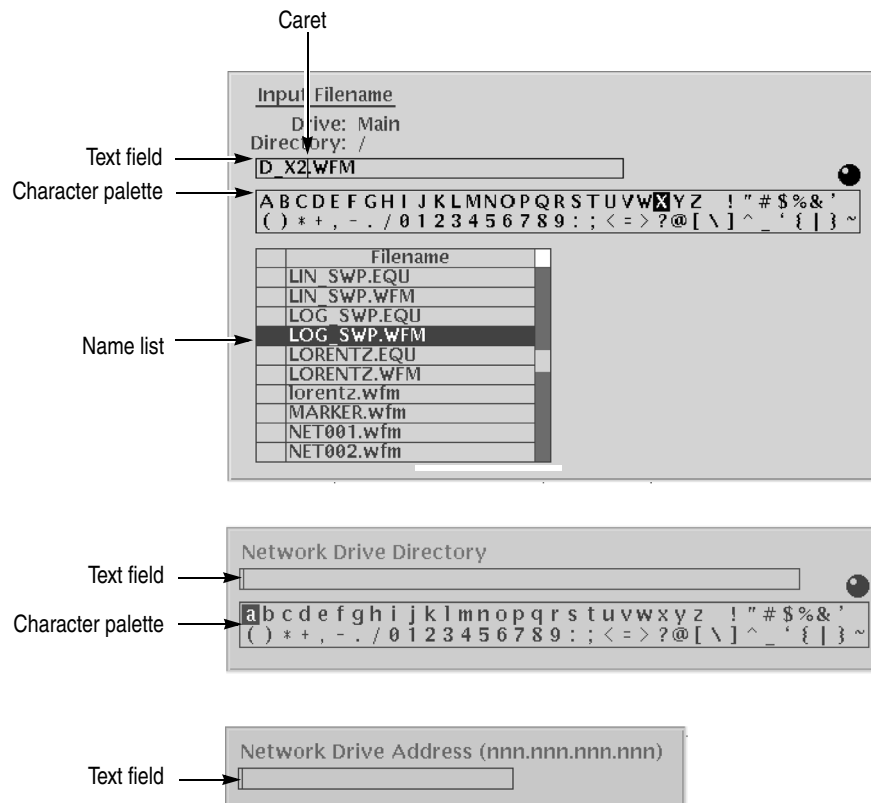 Caret
Input Filename
Drive: Main
Directory: /
Text field
D_X2.WFM
Character palette
A B C D E F G H I J K L M N O P Q R S T U V W X Y Z ! " # $ % & '
( ) * + , - . / 0 1 2 3 4 5 6 7 8 9 : ; < = > ? @ [ \ ] ^ _ ` { | } ~
Filename
LIN_SWP.EQU
LIN_SWP.WFM
LOG_SWP.EQU
Name list
LOG_SWP.WFM
LORENTZ.EQU
LORENTZ.WFM
lorentz.wfm
MARKER.wfm
NET001.wfm
NET002.wfm
Network Drive Directory
Text field
Character palette
a b c d e f g h i j k l m n o p q r s t u v w x y z ! " # $ % & '
( ) * + , - . / 0 1 2 3 4 5 6 7 8 9 : ; < = > ? @ [ \ ] ^ _ ` { | } ~
Network Drive Address (nnn.nnn.nnn.nnn)
Text field